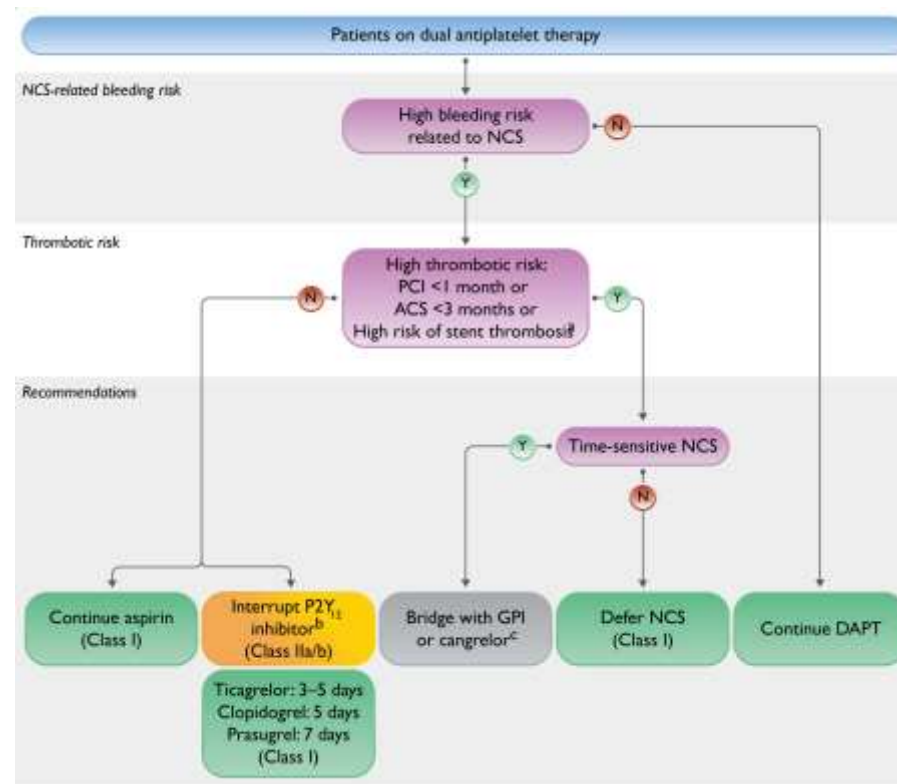 Patients on dual antiplatelet therapy
NCS-related bleeding risk
High bleeding risk
related to NCS
N
Y
Thrombotic risk
High thrombotic risk:
PCI <1 month or
ACS <3 months or
High risk of stent thrombosis
N
Y
Recommendations
Time-sensitive NCS
Y
N
Continue aspirin
(Class I)
Interrupt P2Y12
inhibitorb
(Class IIa/b)
Bridge with GPI
or cangrelorc
Defer NCS
(Class I)
Continue DAPT
Ticagrelor: 3–5 days
Clopidogrel: 5 days
Prasugrel: 7 days
(Class I)